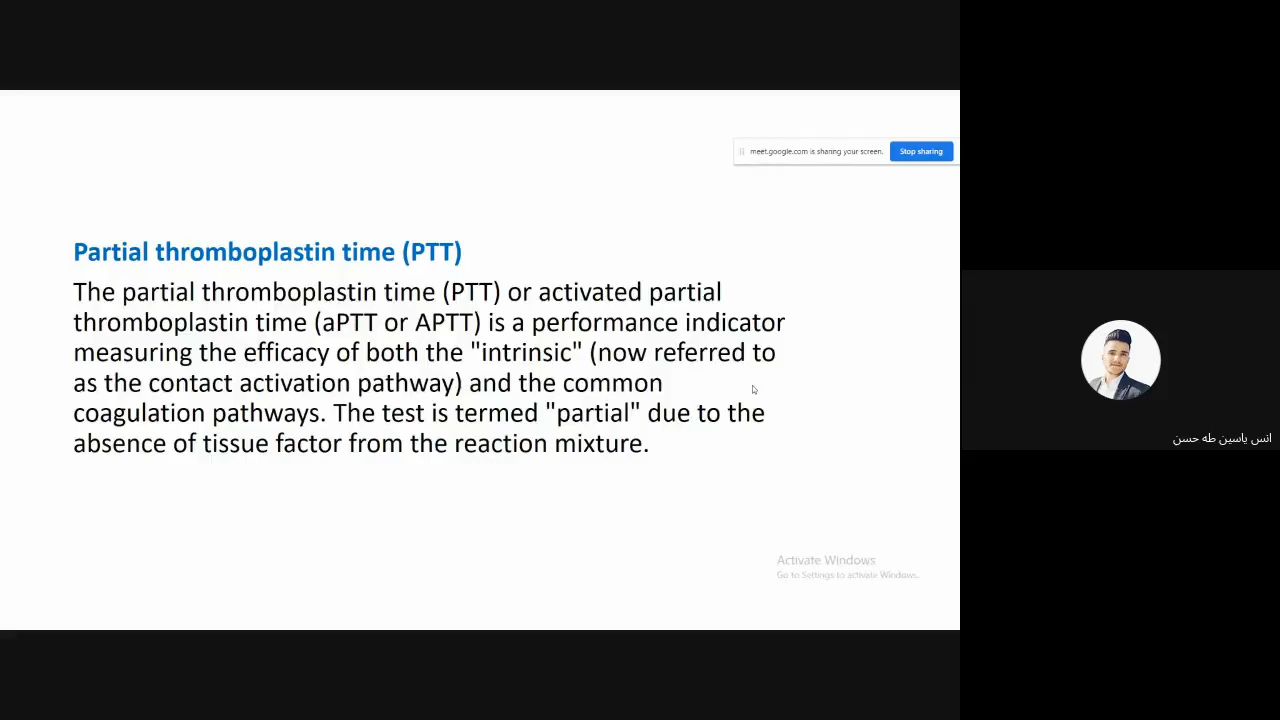 meet.google.com is sharing your screen.
Stop sharing
Partial thromboplastin time (PTT)
The partial thromboplastin time (PTT) or activated partial
thromboplastin time (aPTT or APTT) is a performance indicator
measuring the efficacy of both the "intrinsic" (now referred to
as the contact activation pathway) and the common
coagulation pathways. The test is termed "partial" due to the
absence of tissue factor from the reaction mixture.
انس ياسين طه حسن
Activate Windows
Go to Settings to activate Windows.